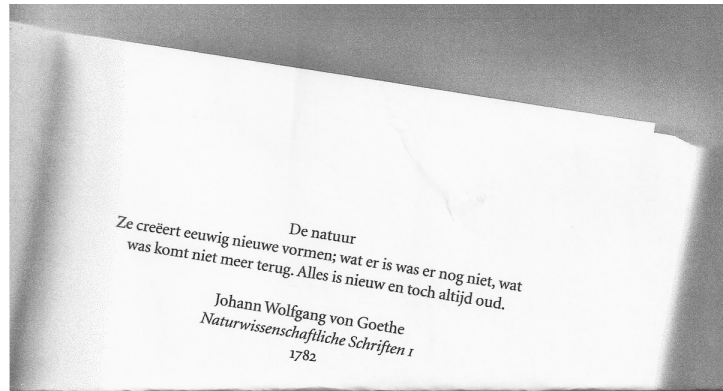 De natuur
Ze creëert eeuwig nieuwe vormen; wat er is was er nog niet, wat
was komt niet meer terug. Alles is nieuw en toch altijd oud.
Johann Wolfgang von Goethe
Naturwissenschaftliche Schriften I
1782